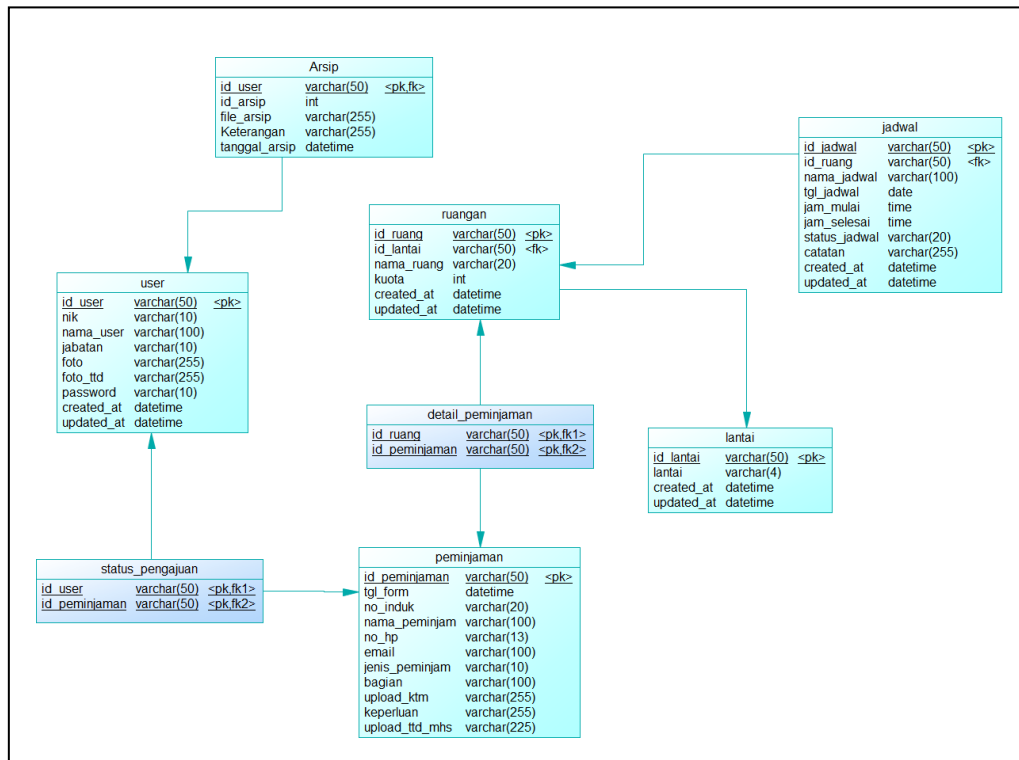 Arsip
id_user varchar(50) <pk,fk>
id_arsip int
file_arsip varchar(255)
Keterangan varchar(255)
tanggal_arsip datetime
jadwal
id_jadwal varchar(50) <pk>
id_ruang varchar(50) <fk>
nama_jadwal varchar(100)
tgl_jadwal date
jam_mulai time
jam_selesai time
status_jadwal varchar(20)
catatan varchar(255)
created_at datetime
updated_at datetime
ruangan
id_ruang varchar(50) <pk>
id_lantai varchar(50) <fk>
nama_ruang varchar(20)
kuota int
created_at datetime
updated_at datetime
user
id_user varchar(50) <pk>
nik varchar(10)
nama_user varchar(100)
jabatan varchar(10)
foto varchar(255)
foto_ttd varchar(255)
password varchar(10)
created_at datetime
updated_at datetime
detail_peminjaman
id_ruang varchar(50) <pk,fk1>
id_peminjaman varchar(50) <pk,fk2>
lantai
id_lantai varchar(50) <pk>
lantai varchar(4)
created_at datetime
updated_at datetime
status_pengajuan
id_user varchar(50) <pk,fk1>
id_peminjaman varchar(50) <pk,fk2>
peminjaman
id_peminjaman varchar(50) <pk>
tgl_form datetime
no_induk varchar(20)
nama_peminjam varchar(100)
no_hp varchar(13)
email varchar(100)
jenis_peminjam varchar(10)
bagian varchar(100)
upload_ktm varchar(255)
keperluan varchar(255)
upload_ttd_mhs varchar(225)